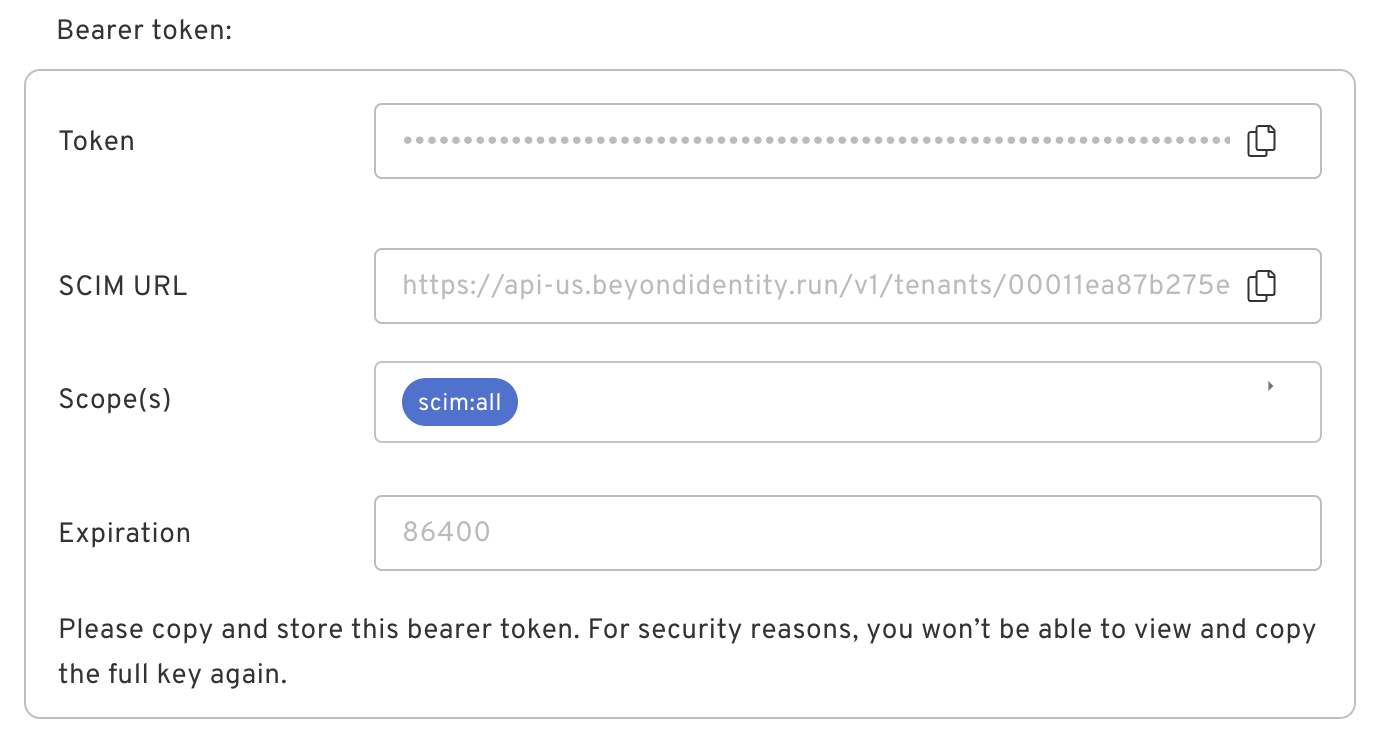 Bearer token:
Token
SCIM URL
https://api-us.beyondidentity.run/v1/tenants/00011ea87b275e
Scope(s)
scim:all
Expiration
86400
Please copy and store this bearer token. For security reasons, you won't be able to view and copy
the full key again.